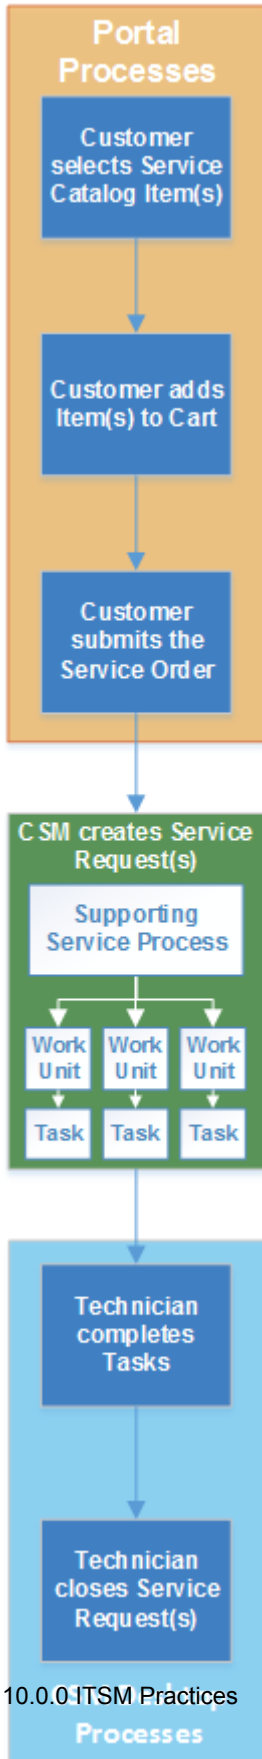 Portal
Processes
Customer
selects Service
Catalog Item(s)
Customer adds
Item(s) to Cart
Customer
submits the
Service Order
CSM creates Service
Request(s)
Supporting
Service Process
Work
Unit
Work
Unit
Work
Unit
Task
Task
Task
Technician
completes
Tasks
Technician
closes Service
Request(s)
10.0.0 ITSM Practices
Processes